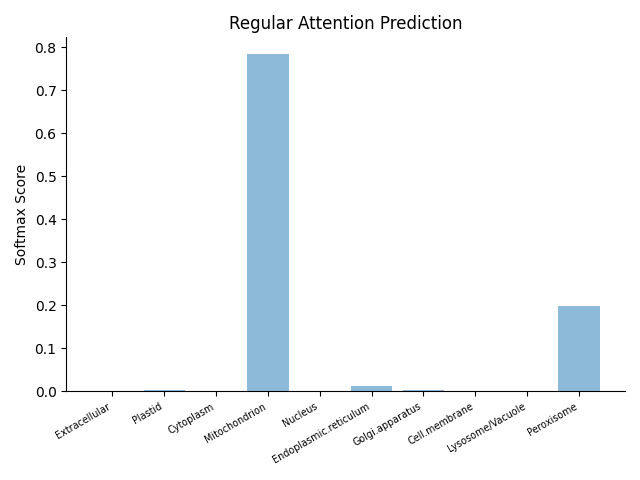 Regular Attention Prediction
Softmax Score
0.8
0.7
0.6
0.5
0.4
0.3
0.2
0.1
0.0
Extracellular
Plastid
Cytoplasm
Mitochondrion
Nucleus
Endoplasmic.reticulum
Golgi.apparatus
Cell.membrane
Lysosome/Vacuole
Peroxisome